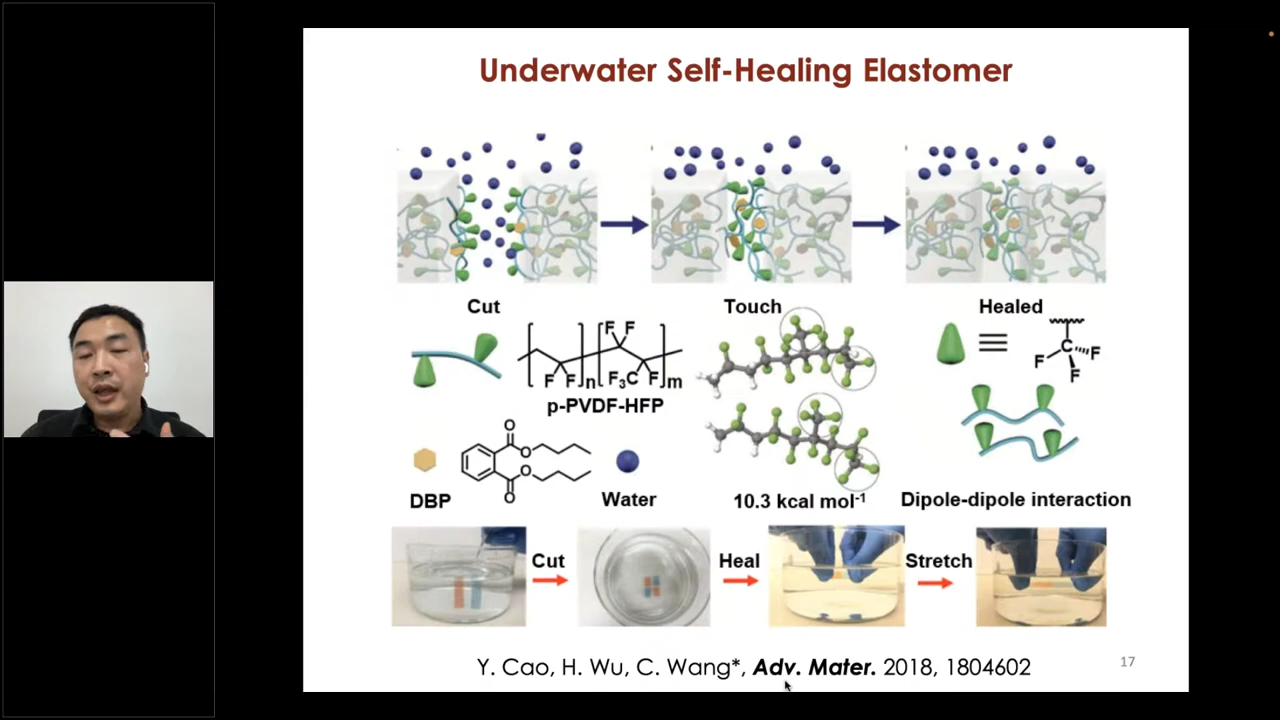 Underwater Self-Healing Elastomer
Cut
Touch
Healed
F F
F F
n
F₃C F
m
p-PVDF-HFP
C
F
F
F
O
O
O
O
DBP
Water
10.3 kcal mol⁻¹
Dipole-dipole interaction
Cut
Heal
Stretch
Y. Cao, H. Wu, C. Wang*, Adv. Mater. 2018, 1804602
17